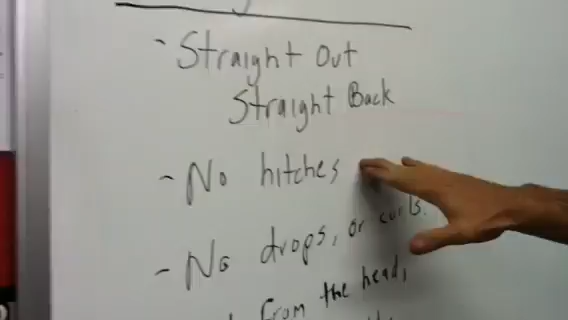 - Straight Out
Straight Back
- No hitches
- No drops, or curls.
from the head,